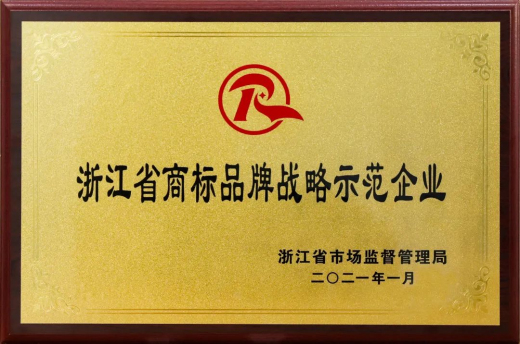 浙江省商标品牌战略示范企业
浙江省市场监督管理局
二〇二一年一月